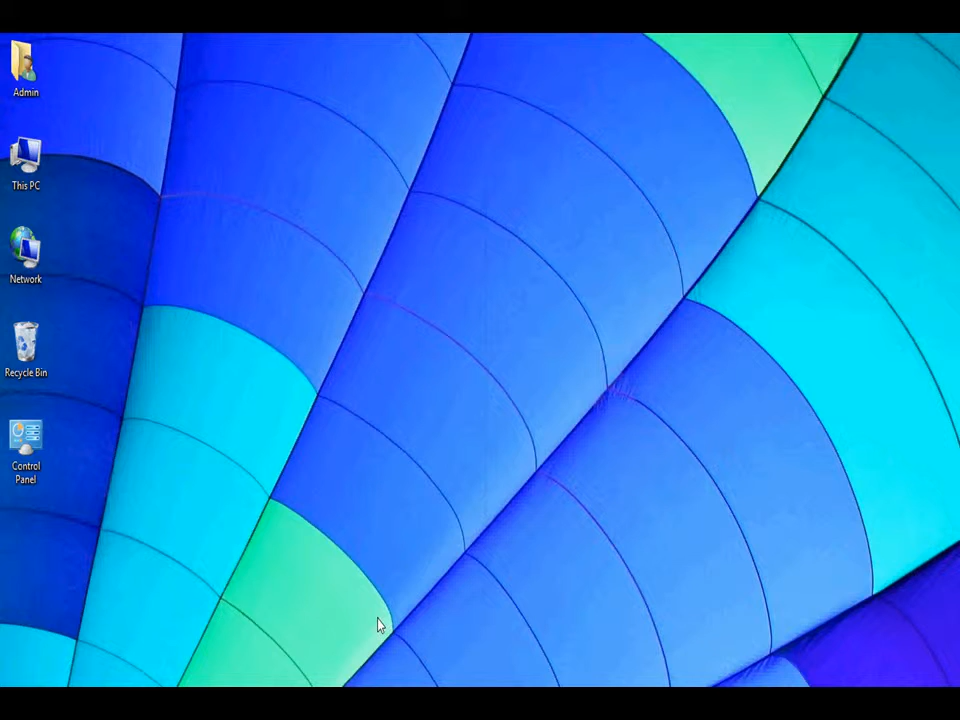 Admin
This PC
Network
Recycle Bin
Control
Panel